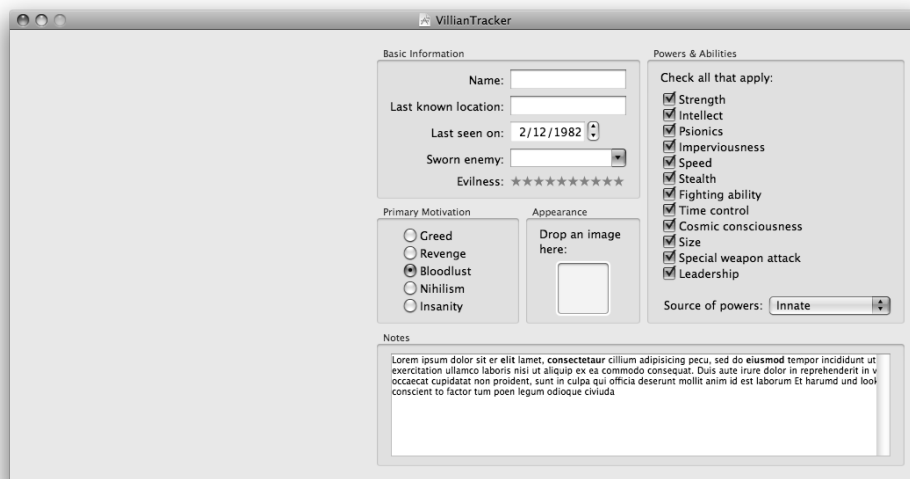 VillianTracker
Basic Information
Name:
Last known location:
Last seen on: 2/12/1982
Sworn enemy:
Evilness: ★★★★★★★★★★
Primary Motivation
Greed
Revenge
Bloodlust
Nihilism
Insanity
Appearance
Drop an image
here:
Powers & Abilities
Check all that apply:
Strength
Intellect
Psionics
Imperviousness
Speed
Stealth
Fighting ability
Time control
Cosmic consciousness
Size
Special weapon attack
Leadership
Source of powers: Innate
Notes
Lorem ipsum dolor sit er elit lamet, consectetaur cillium adipisicing pecu, sed do eiusmod tempor incididunt ut
exercitation ullamco laboris nisi ut aliquip ex ea commodo consequat. Duis aute irure dolor in reprehenderit in v
occaecat cupidatat non proident, sunt in culpa qui officia deserunt mollit anim id est laborum Et harumd und look
conscient to factor tum poen legum odioque civiuda